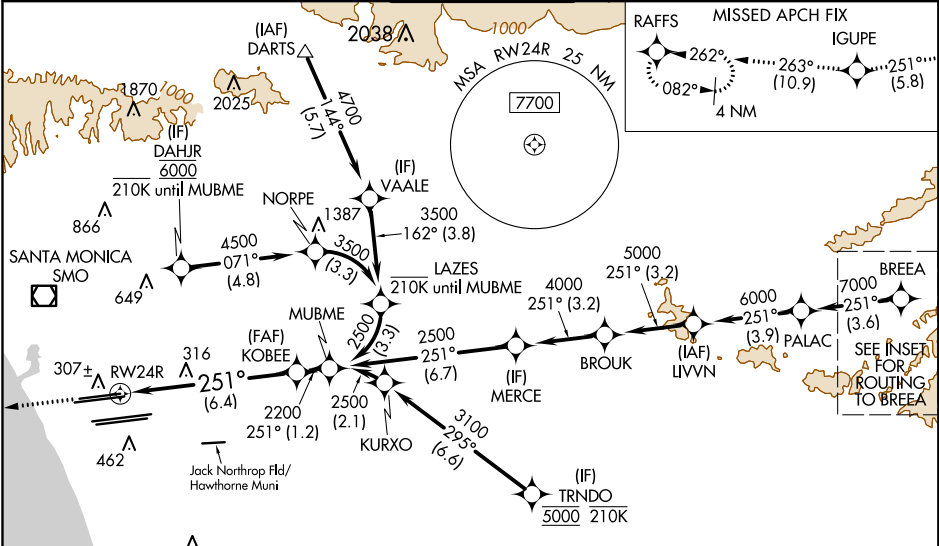 MISSED APCH FIX
RAFFS
IGUPE
262°
263°
(10.9)
251°
(5.8)
082°
4 NM
(IAF)
DARTS
2038
1000
MSA RW24R 25 NM
7700
1870
1000
2025
4700
144°
(5.7)
(IF)
DAHJR
6000
210K until MUBME
(IF)
VAALE
NORPE
1387
3500
162° (3.8)
866
4500
071°
(4.8)
3500
(3.3)
SANTA MONICA
SMO
649
LAZES
210K until MUBME
5000
251° (3.2)
4000
251° (3.2)
BREEA
7000
251°
(3.6)
6000
251°
(3.9)
PALAC
MUBME
2500
(3.3)
2500
251°
(6.7)
BROUK
(IAF)
LIVVN
SEE INSET
FOR
ROUTING
TO BREEA
(FAF)
KOBEE
316
307±
RW24R
251°
(6.4)
2200
251° (1.2)
2500
(2.1)
(IF)
MERCE
KURXO
3100
295°
(6.6)
462
Jack Northrop Fld/
Hawthorne Muni
(IF)
TRNDO
5000 210K